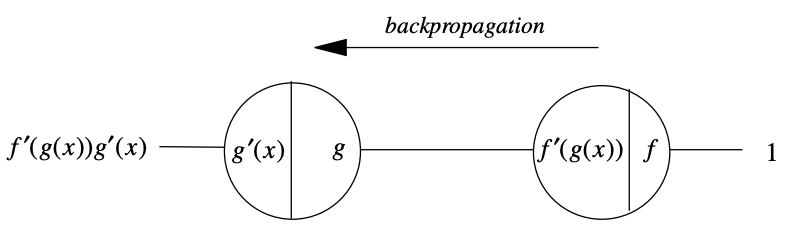 backpropagation
f′(g(x))g′(x) g′(x) g f′(g(x)) f 1